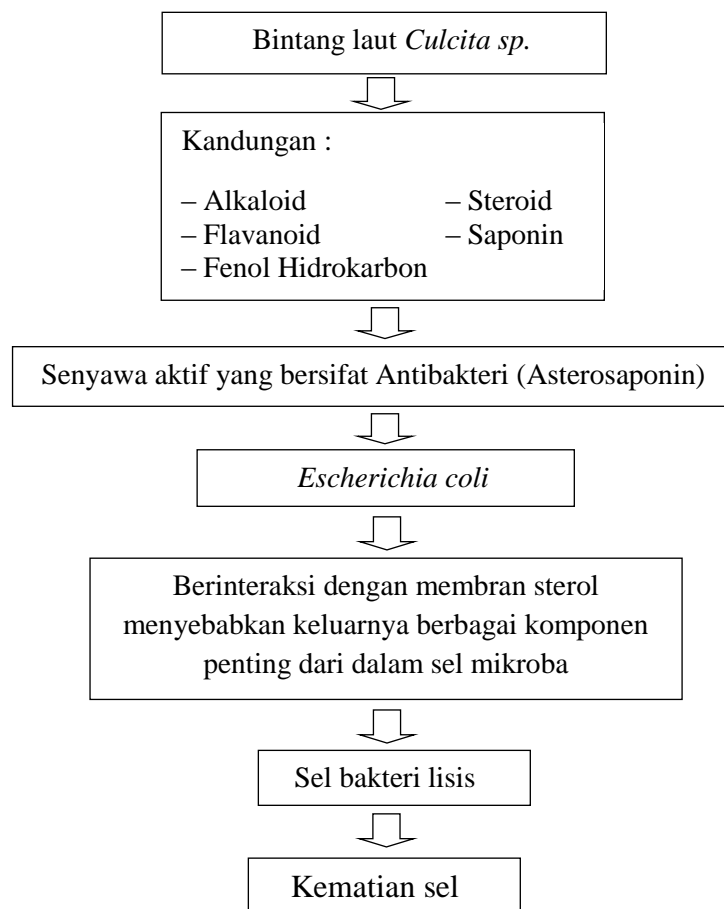 Bintang laut Culcita sp.
Kandungan :
– Alkaloid – Steroid
– Flavanoid – Saponin
– Fenol Hidrokarbon
Senyawa aktif yang bersifat Antibakteri (Asterosaponin)
Escherichia coli
Berinteraksi dengan membran sterol
menyebabkan keluarnya berbagai komponen
penting dari dalam sel mikroba
Sel bakteri lisis
Kematian sel